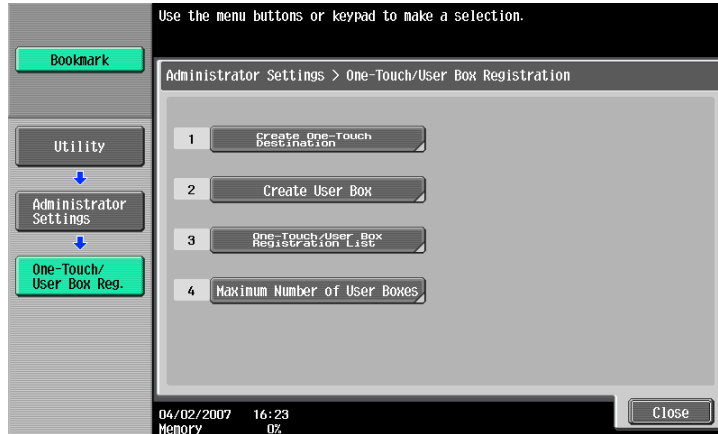 Use the menu buttons or keypad to make a selection.
Bookmark
Administrator Settings > One-Touch/User Box Registration
Utility
Administrator
Settings
One-Touch/
User Box Reg.
1 Create One-Touch
Destination
2 Create User Box
3 One-Touch/User Box
Registration List
4 Maximum Number of User Boxes
04/02/2007 16:23
Memory 0%
Close